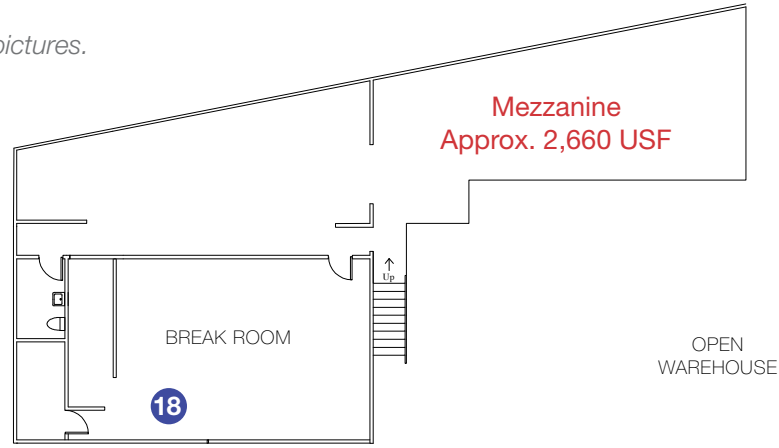 pictures.
Mezzanine
Approx. 2,660 USF
Up
BREAK ROOM
OPEN
WAREHOUSE
18